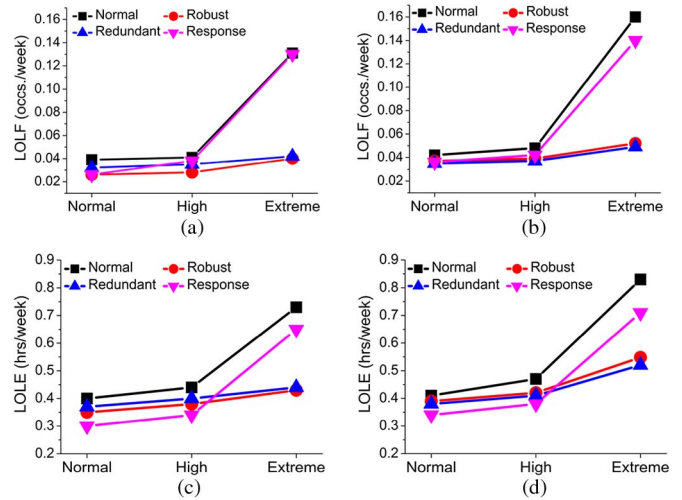 Normal Robust
Redundant Response
LOLF (occs./week)
0.16
0.14
0.12
0.10
0.08
0.06
0.04
0.02
Normal High Extreme
(a)
Normal Robust
Redundant Response
LOLF (occs./week)
0.16
0.14
0.12
0.10
0.08
0.06
0.04
0.02
Normal High Extreme
(b)
Normal Robust
Redundant Response
LOLE (hrs/week)
0.9
0.8
0.7
0.6
0.5
0.4
0.3
0.2
Normal High Extreme
(c)
Normal Robust
Redundant Response
LOLE (hrs/week)
0.9
0.8
0.7
0.6
0.5
0.4
0.3
0.2
Normal High Extreme
(d)